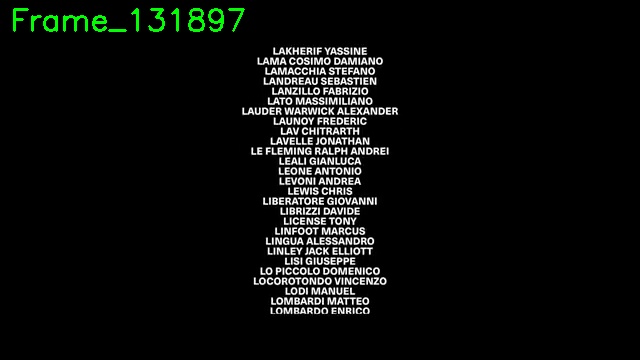 Frame_131897
LAKHERIF YASSINE
LAMA COSIMO DAMIANO
LAMACCHIA STEFANO
LANDREAU SEBASTIEN
LANZILLO FABRIZIO
LATO MASSIMILIANO
LAUDER WARWICK ALEXANDER
LAUNOY FREDERIC
LAV CHITRARTH
LAVELLE JONATHAN
LE FLEMING RALPH ANDREI
LEALI GIANLUCA
LEONE ANTONIO
LEVONI ANDREA
LEWIS CHRIS
LIBERATORE GIOVANNI
LIBRIZZI DAVIDE
LICENSE TONY
LINFOOT MARCUS
LINGUA ALESSANDRO
LINLEY JACK ELLIOTT
LISI GIUSEPPE
LO PICCOLO DOMENICO
LOCOROTONDO VINCENZO
LODI MANUEL
LOMBARDI MATTEO
LOMBARDO ENRICO